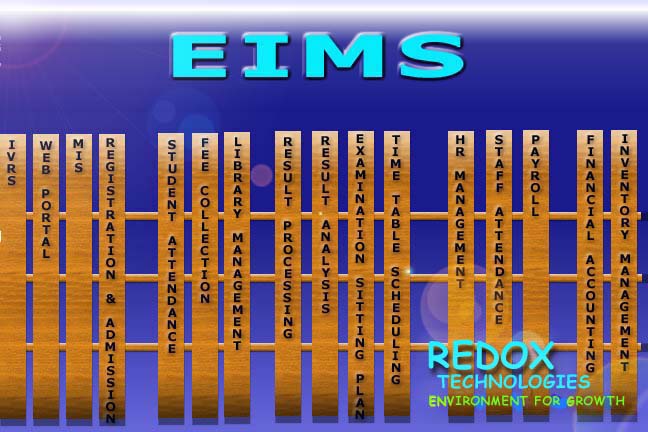 EIMS
IVRS
WEB PORTAL
MIS
REGISTRATION & ADMISSION
STUDENT ATTENDANCE
FEE COLLECTION
LIBRARY MANAGEMENT
RESULT PROCESSING
RESULT ANALYSIS
EXAMINATION SITTING PLAN
TIME TABLE SCHEDULING
HR MANAGEMENT
STAFF ATTENDANCE
PAYROLL
FINANCIAL ACCOUNTING
INVENTORY MANAGEMENT
REDOX
TECHNOLOGIES
ENVIRONMENT FOR GROWTH